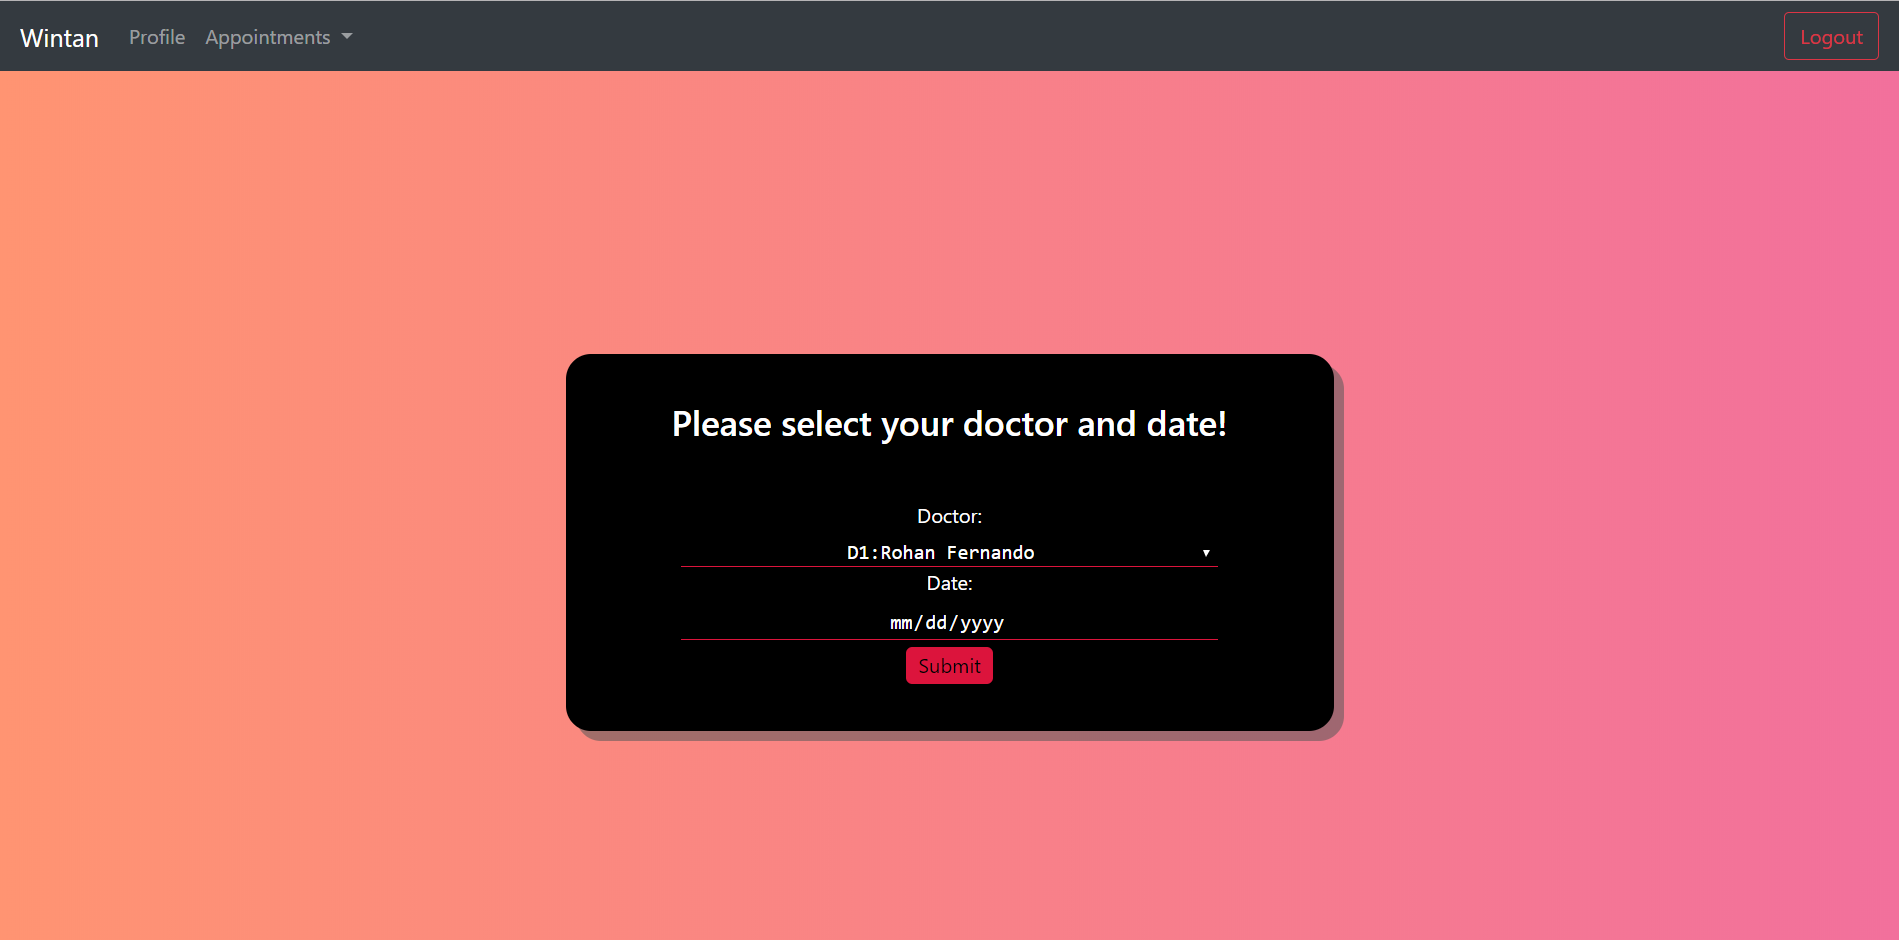 Wintan Profile Appointments Logout
Please select your doctor and date!
Doctor:
D1:Rohan Fernando
Date:
mm/dd/yyyy
Submit